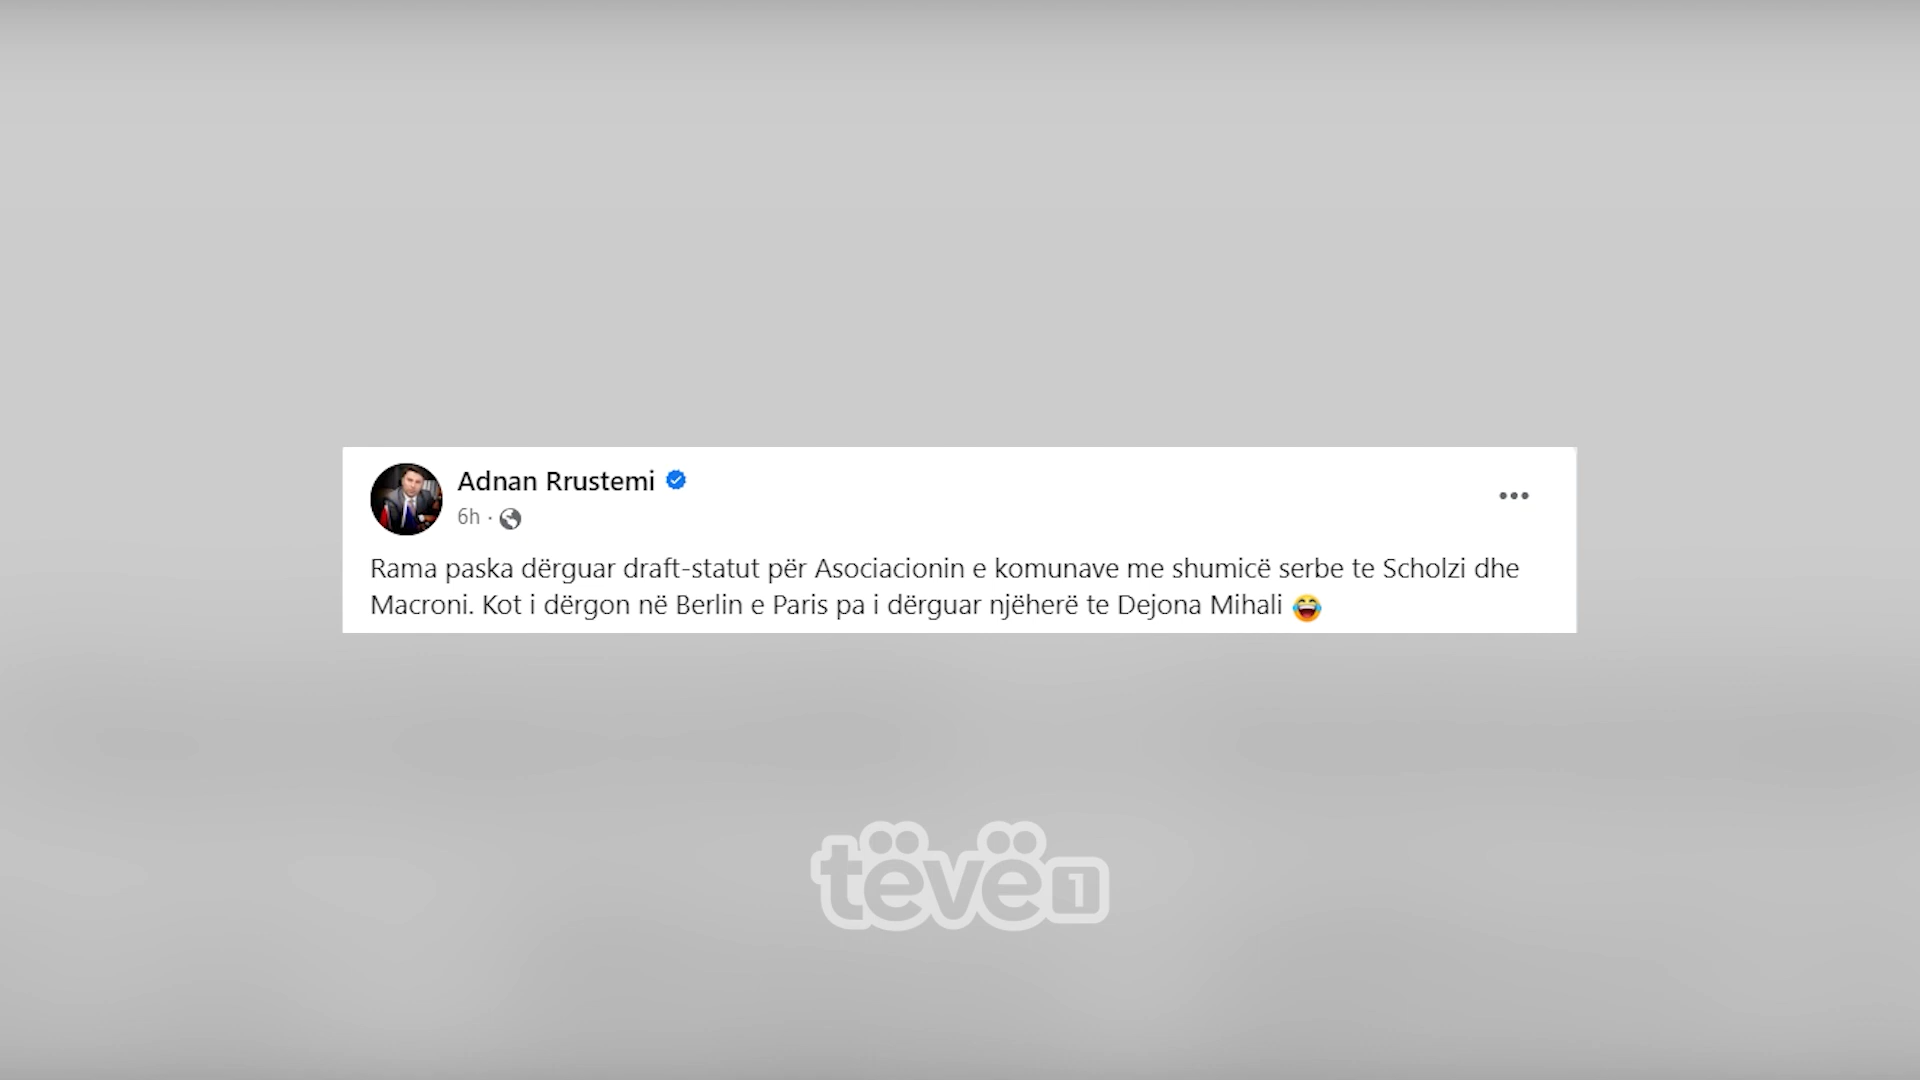 Adnan Rrustemi
6h ·
Rama paska dërguar draft-statut për Asociacionin e komunave me shumicë serbe te Scholzi dhe
Macroni. Kot i dërgon në Berlin e Paris pa i dërguar njëherë te Dejona Mihali 😂
tëvë1